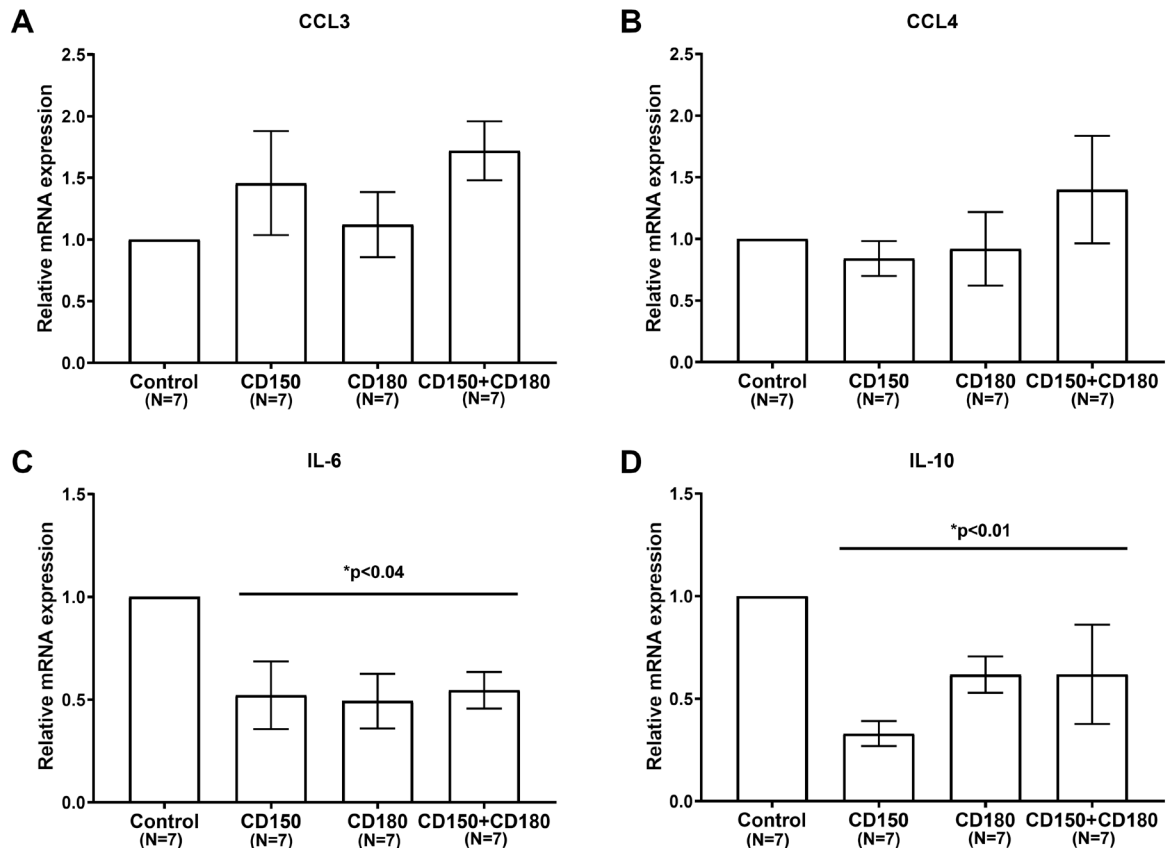 A
CCL3
Relative mRNA expression
2.5
2.0
1.5
1.0
0.5
0.0
Control CD150 CD180 CD150+CD180
(N=7) (N=7) (N=7) (N=7)
B
CCL4
Relative mRNA expression
2.5
2.0
1.5
1.0
0.5
0.0
Control CD150 CD180 CD150+CD180
(N=7) (N=7) (N=7) (N=7)
C
IL-6
Relative mRNA expression
1.5
1.0
0.5
0.0
*p<0.04
Control CD150 CD180 CD150+CD180
(N=7) (N=7) (N=7) (N=7)
D
IL-10
Relative mRNA expression
1.5
1.0
0.5
0.0
*p<0.01
Control CD150 CD180 CD150+CD180
(N=7) (N=7) (N=7) (N=7)